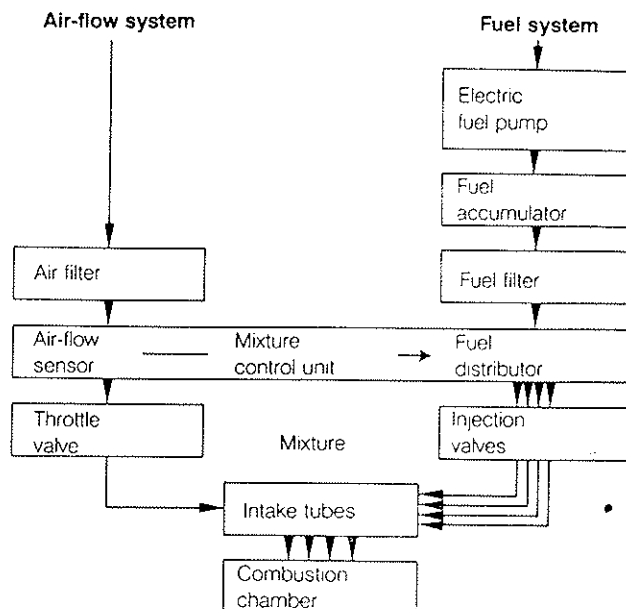 Air-flow system
Fuel system
Electric
fuel pump
Fuel
accumulator
Air filter
Fuel filter
Air-flow
sensor
Mixture
control unit
Fuel
distributor
Throttle
valve
Mixture
Injection
valves
Intake tubes
Combustion
chamber